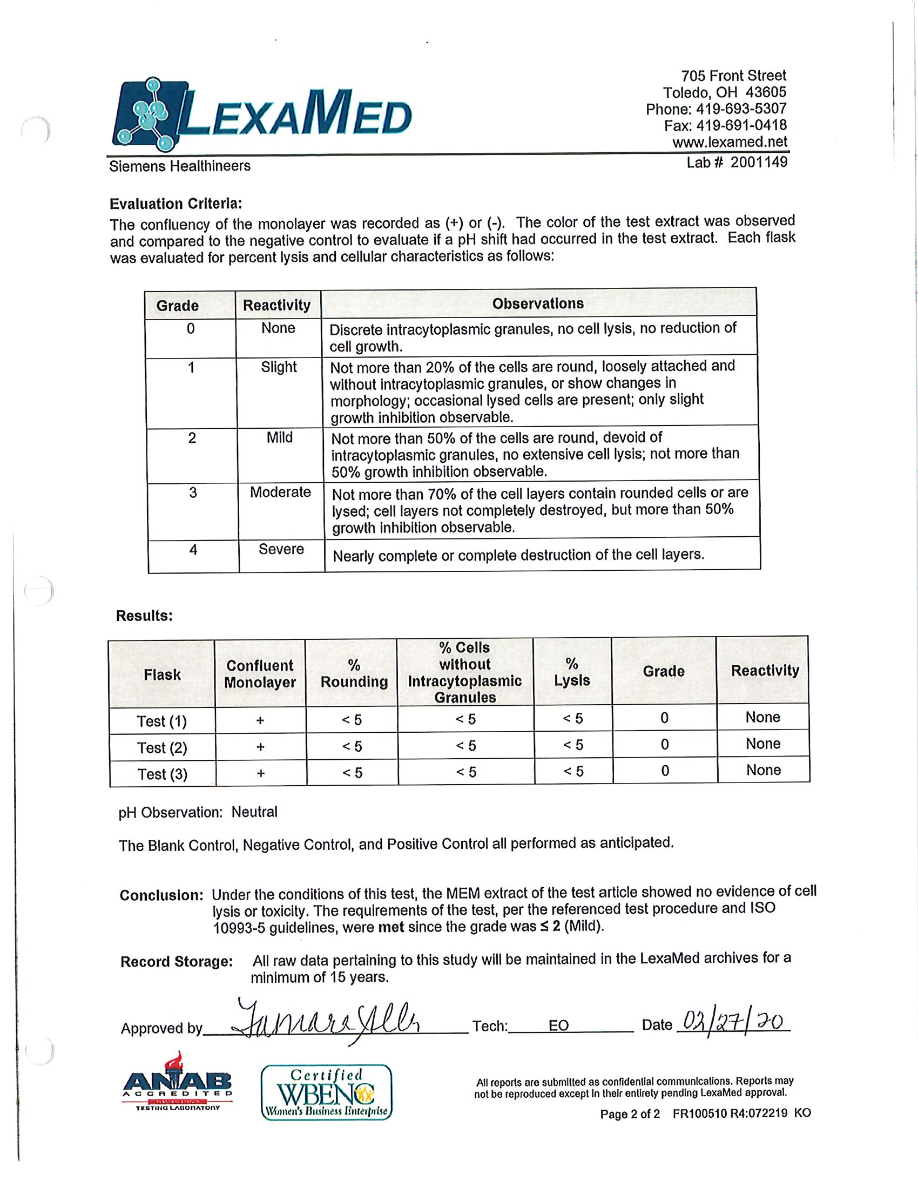 LEXAMED
705 Front Street
Toledo, OH 43605
Phone: 419-693-5307
Fax: 419-691-0418
www.lexamed.net
Siemens Healthineers
Lab # 2001149
Evaluation Criteria:
The confluency of the monolayer was recorded as (+) or (-). The color of the test extract was observed
and compared to the negative control to evaluate if a pH shift had occurred in the test extract. Each flask
was evaluated for percent lysis and cellular characteristics as follows:
Grade Reactivity Observations
0 None Discrete intracytoplasmic granules, no cell lysis, no reduction of
cell growth.
1 Slight Not more than 20% of the cells are round, loosely attached and
without intracytoplasmic granules, or show changes in
morphology; occasional lysed cells are present; only slight
growth inhibition observable.
2 Mild Not more than 50% of the cells are round, devoid of
intracytoplasmic granules, no extensive cell lysis; not more than
50% growth inhibition observable.
3 Moderate Not more than 70% of the cell layers contain rounded cells or are
lysed; cell layers not completely destroyed, but more than 50%
growth inhibition observable.
4 Severe Nearly complete or complete destruction of the cell layers.
Results:
Flask Confluent Monolayer % Rounding % Cells without Intracytoplasmic Granules % Lysis Grade Reactivity
Test (1) + < 5 < 5 < 5 0 None
Test (2) + < 5 < 5 < 5 0 None
Test (3) + < 5 < 5 < 5 0 None
pH Observation: Neutral
The Blank Control, Negative Control, and Positive Control all performed as anticipated.
Conclusion: Under the conditions of this test, the MEM extract of the test article showed no evidence of cell
lysis or toxicity. The requirements of the test, per the referenced test procedure and ISO
10993-5 guidelines, were met since the grade was ≤ 2 (Mild).
Record Storage: All raw data pertaining to this study will be maintained in the LexaMed archives for a
minimum of 15 years.
Approved by Tech: EO Date 03/27/20
ANAB
ACCREDITED
TESTING LABORATORY
Certified
WBENC
Women's Business Enterprise
All reports are submitted as confidential communications. Reports may
not be reproduced except in their entirety pending LexaMed approval.
Page 2 of 2 FR100510 R4:072219 KO